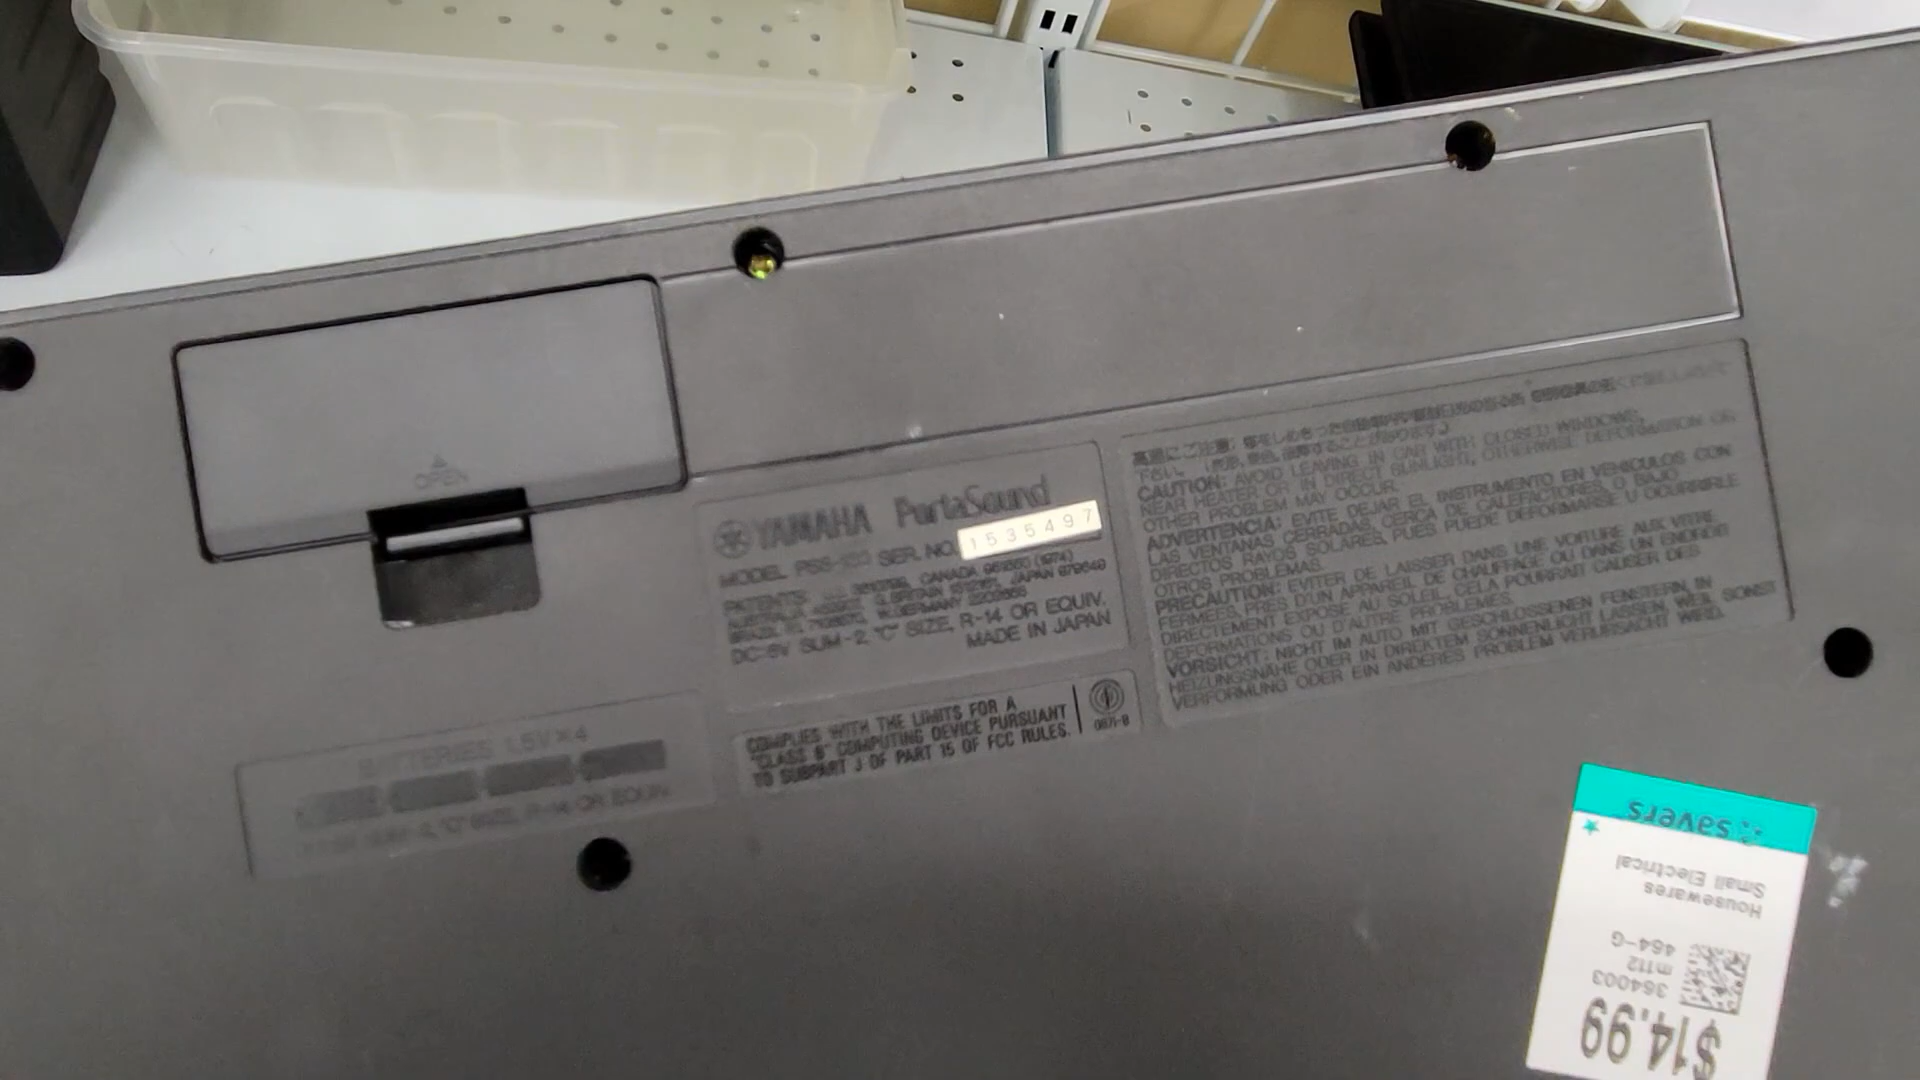 OPEN
YAMAHA PortaSound
MODEL SER. NO. 1535497
PATENTS CANADA JAPAN
DC-6V SUM-2, "C" SIZE, R-14 OR EQUIV.
MADE IN JAPAN
COMPLIES WITH THE LIMITS FOR A
"CLASS B" COMPUTING DEVICE PURSUANT
TO SUBPART J OF PART 15 OF FCC RULES.
BATTERIES 1.5V×4
"C" SIZE, R-14 OR EQUIV.
CAUTION: AVOID LEAVING IN CAR WITH CLOSED WINDOWS,
NEAR HEATER OR IN DIRECT SUNLIGHT, OTHERWISE DEFORMATION OR
OTHER PROBLEM MAY OCCUR.
ADVERTENCIA: EVITE DEJAR EL INSTRUMENTO EN VEHICULOS CON
LAS VENTANAS CERRADAS, CERCA DE CALEFACTORES, O BAJO
DIRECTOS RAYOS SOLARES, PUES PUEDE DEFORMARSE U OCURRIRLE
OTROS PROBLEMAS.
PRECAUTION: EVITER DE LAISSER DANS UNE VOITURE AUX VITRE
FERMEES, PRES D'UN APPAREIL DE CHAUFFAGE OU DANS UN ENDROIT
DIRECTEMENT EXPOSE AU SOLEIL, CELA POURRAIT CAUSER DES
DEFORMATIONS OU D'AUTRE PROBLEMES.
VORSICHT: NICHT IM AUTO MIT GESCHLOSSENEN FENSTERN, IN
HEIZUNGSNÄHE ODER IN DIREKTEM SONNENLICHT LASSEN, WEIL SONST
VERFORMUNG ODER EIN ANDERES PROBLEM VERURSACHT WIRD.
savers
Housewares
Small Electrical
464-G
m112
364003
$14.99